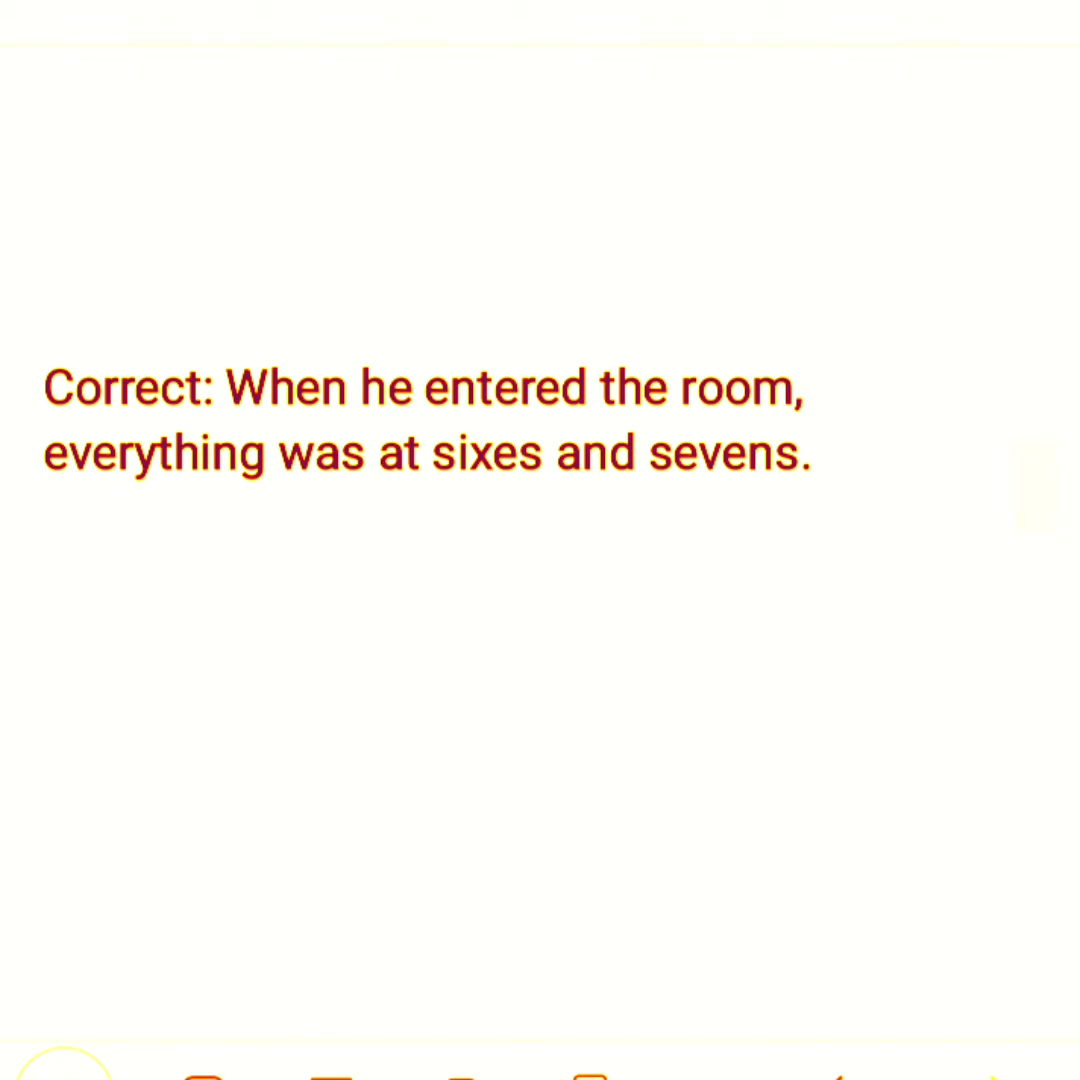 Correct: When he entered the room,
everything was at sixes and sevens.